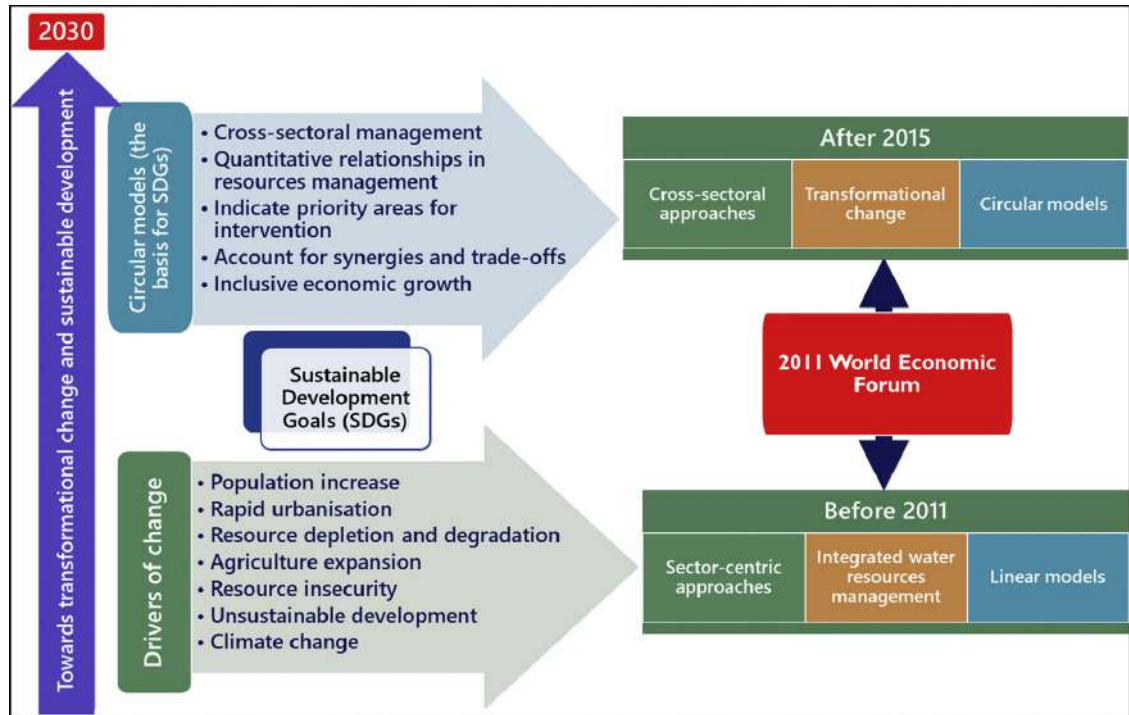 2030
Towards transformational change and sustainable development
Circular models (the
basis for SDGs)
• Cross-sectoral management
• Quantitative relationships in
resources management
• Indicate priority areas for
intervention
• Account for synergies and trade-offs
• Inclusive economic growth
After 2015
Cross-sectoral
approaches
Transformational
change
Circular models
Sustainable
Development
Goals (SDGs)
2011 World Economic
Forum
Drivers of change
• Population increase
• Rapid urbanisation
• Resource depletion and degradation
• Agriculture expansion
• Resource insecurity
• Unsustainable development
• Climate change
Before 2011
Sector-centric
approaches
Integrated water
resources
management
Linear models